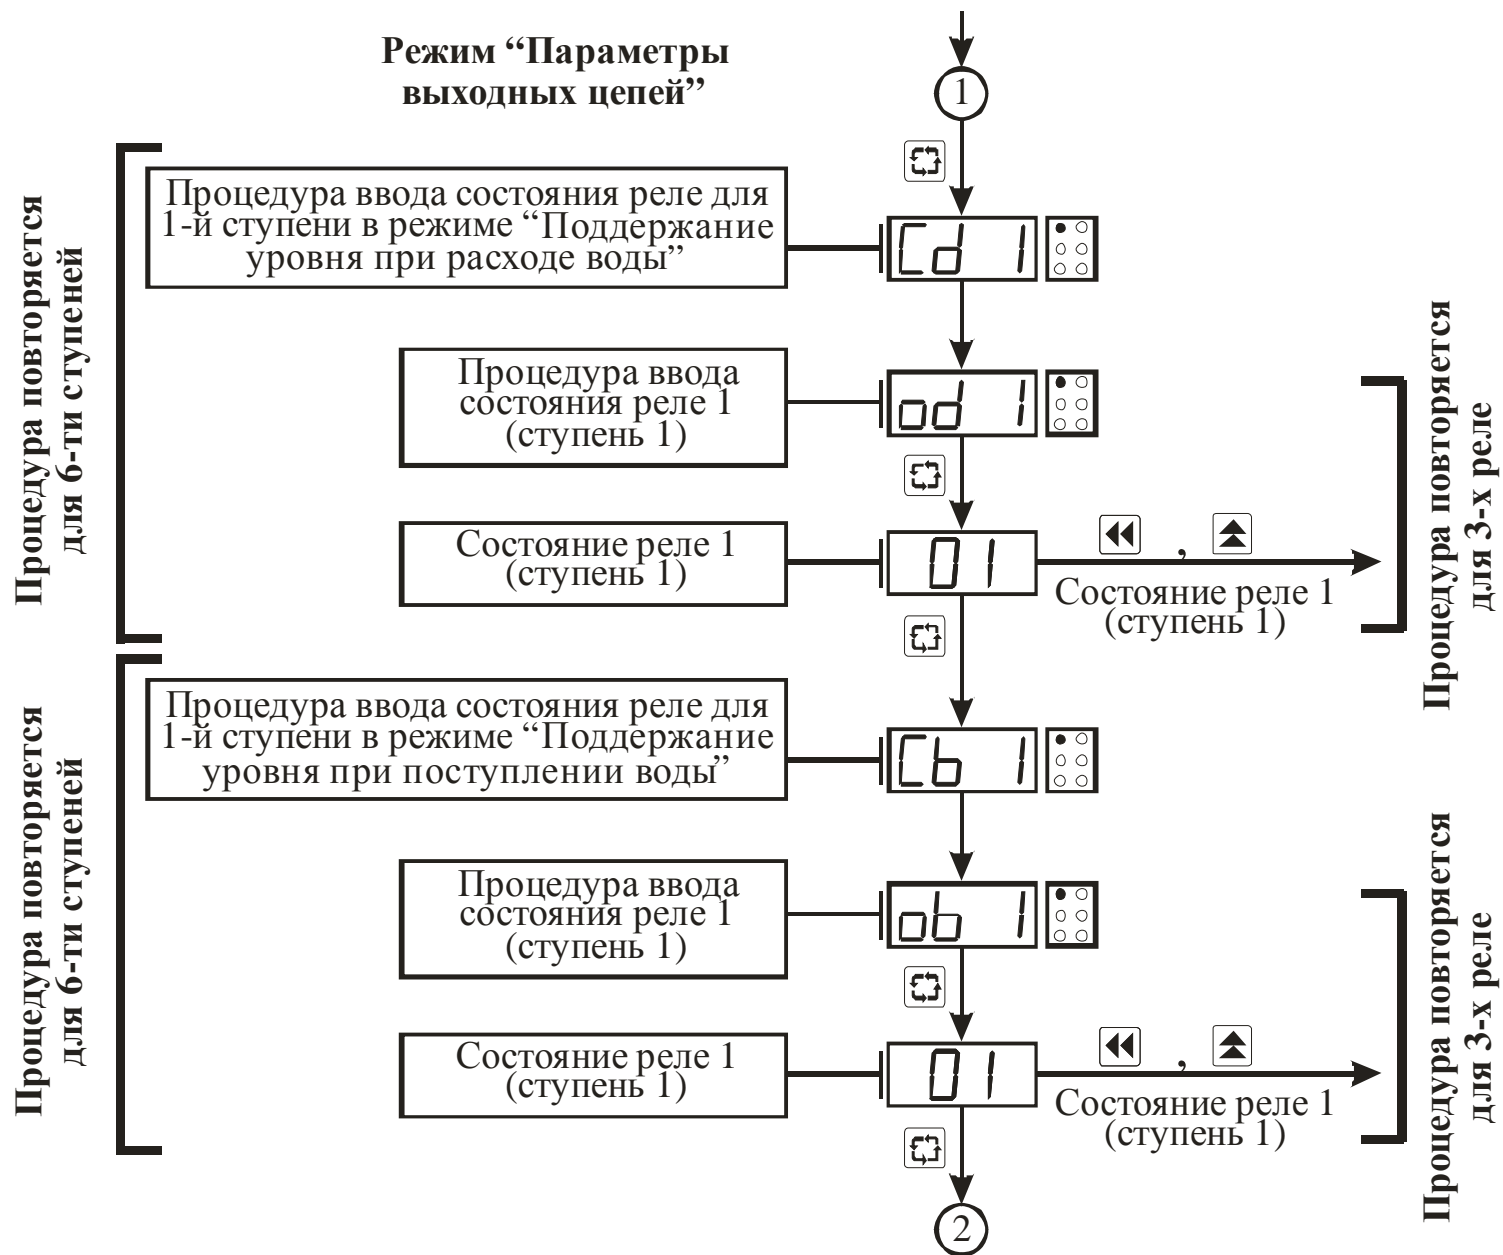 Режим “Параметры
выходных цепей”
1
Процедура повторяется
для 6-ти ступеней
Процедура ввода состояния реле для
1-й ступени в режиме “Поддержание
уровня при расходе воды”
Cd 1
Процедура ввода
состояния реле 1
(ступень 1)
od 1
Состояние реле 1
(ступень 1)
01
,
Состояние реле 1
(ступень 1)
Процедура повторяется
для 3-х реле
Процедура повторяется
для 6-ти ступеней
Процедура ввода состояния реле для
1-й ступени в режиме “Поддержание
уровня при поступлении воды”
Cb 1
Процедура ввода
состояния реле 1
(ступень 1)
ob 1
Состояние реле 1
(ступень 1)
01
,
Состояние реле 1
(ступень 1)
Процедура повторяется
для 3-х реле
2